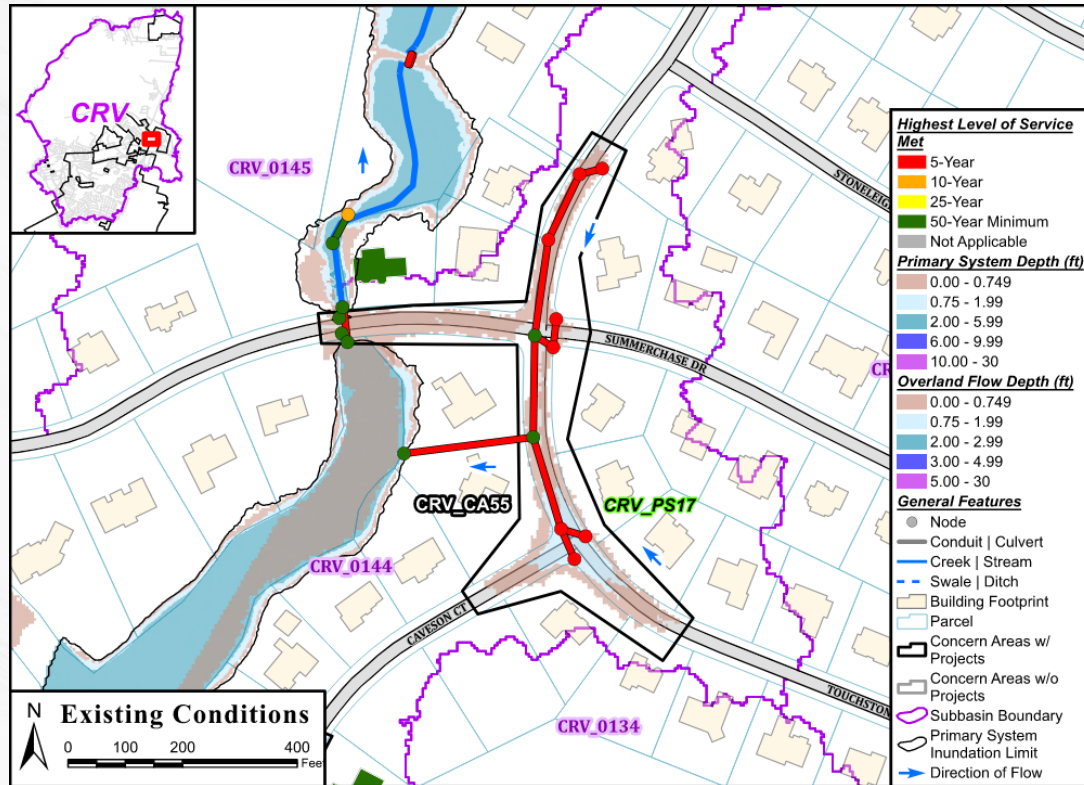 CRV
CRV_0145
STONELEIG
SUMMERCHASE DR
CR
CRV_CA55
CRV_PS17
CRV_0144
CAVESON CT
TOUCHSTON
CRV_0134
N
Existing Conditions
0 100 200 400
Feet
Highest Level of Service
Met
5-Year
10-Year
25-Year
50-Year Minimum
Not Applicable
Primary System Depth (ft)
0.00 - 0.749
0.75 - 1.99
2.00 - 5.99
6.00 - 9.99
10.00 - 30
Overland Flow Depth (ft)
0.00 - 0.749
0.75 - 1.99
2.00 - 2.99
3.00 - 4.99
5.00 - 30
General Features
Node
Conduit | Culvert
Creek | Stream
Swale | Ditch
Building Footprint
Parcel
Concern Areas w/
Projects
Concern Areas w/o
Projects
Subbasin Boundary
Primary System
Inundation Limit
Direction of Flow